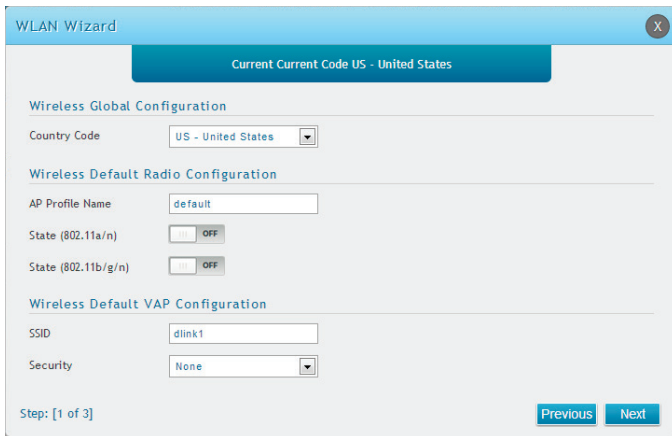 WLAN Wizard X
Current Current Code US - United States
Wireless Global Configuration
Country Code US - United States
Wireless Default Radio Configuration
AP Profile Name default
State (802.11a/n) OFF
State (802.11b/g/n) OFF
Wireless Default VAP Configuration
SSID dlink1
Security None
Step: [1 of 3] Previous Next